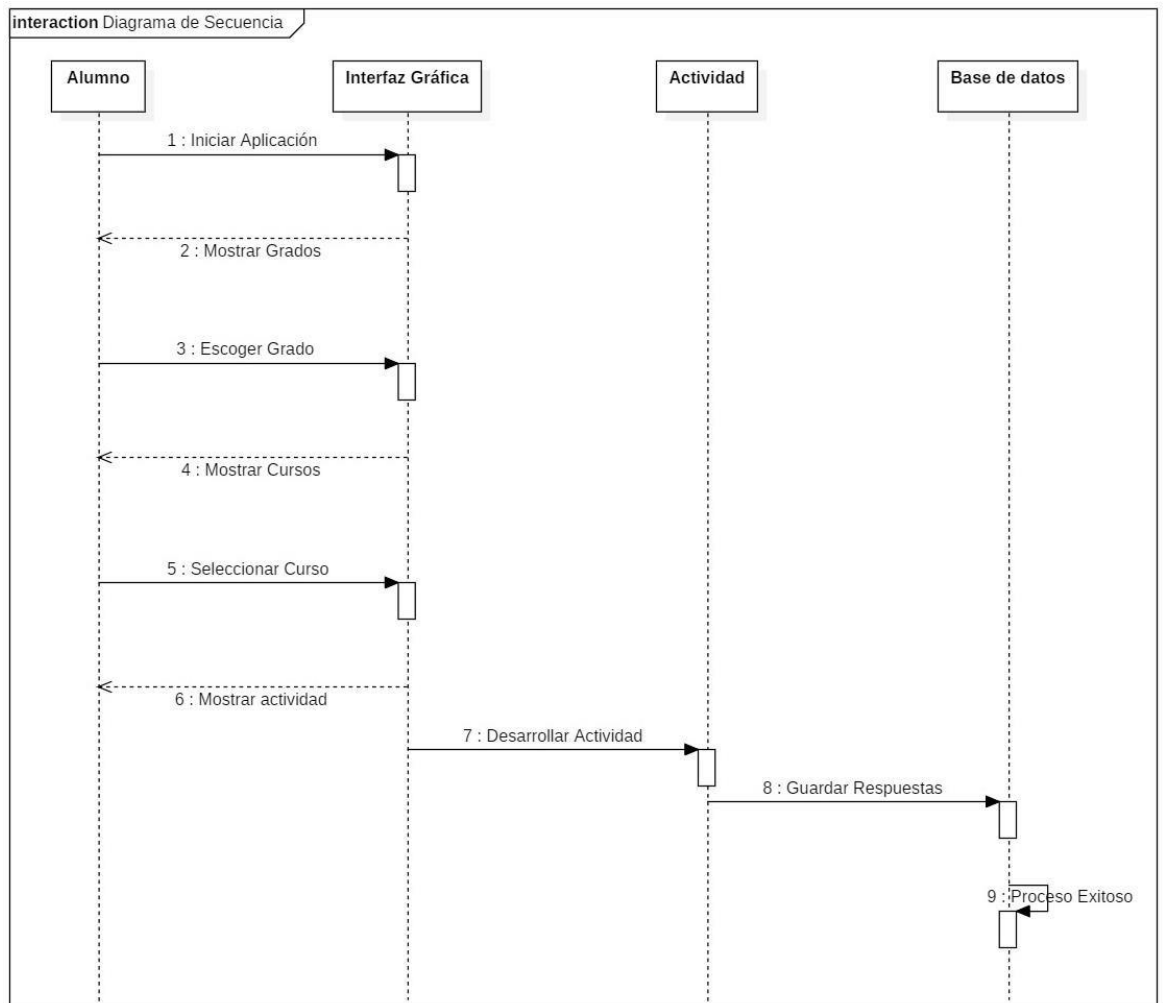 interaction Diagrama de Secuencia
Alumno
Interfaz Gráfica
Actividad
Base de datos
1 : Iniciar Aplicación
2 : Mostrar Grados
3 : Escoger Grado
4 : Mostrar Cursos
5 : Seleccionar Curso
6 : Mostrar actividad
7 : Desarrollar Actividad
8 : Guardar Respuestas
9 : Proceso Exitoso